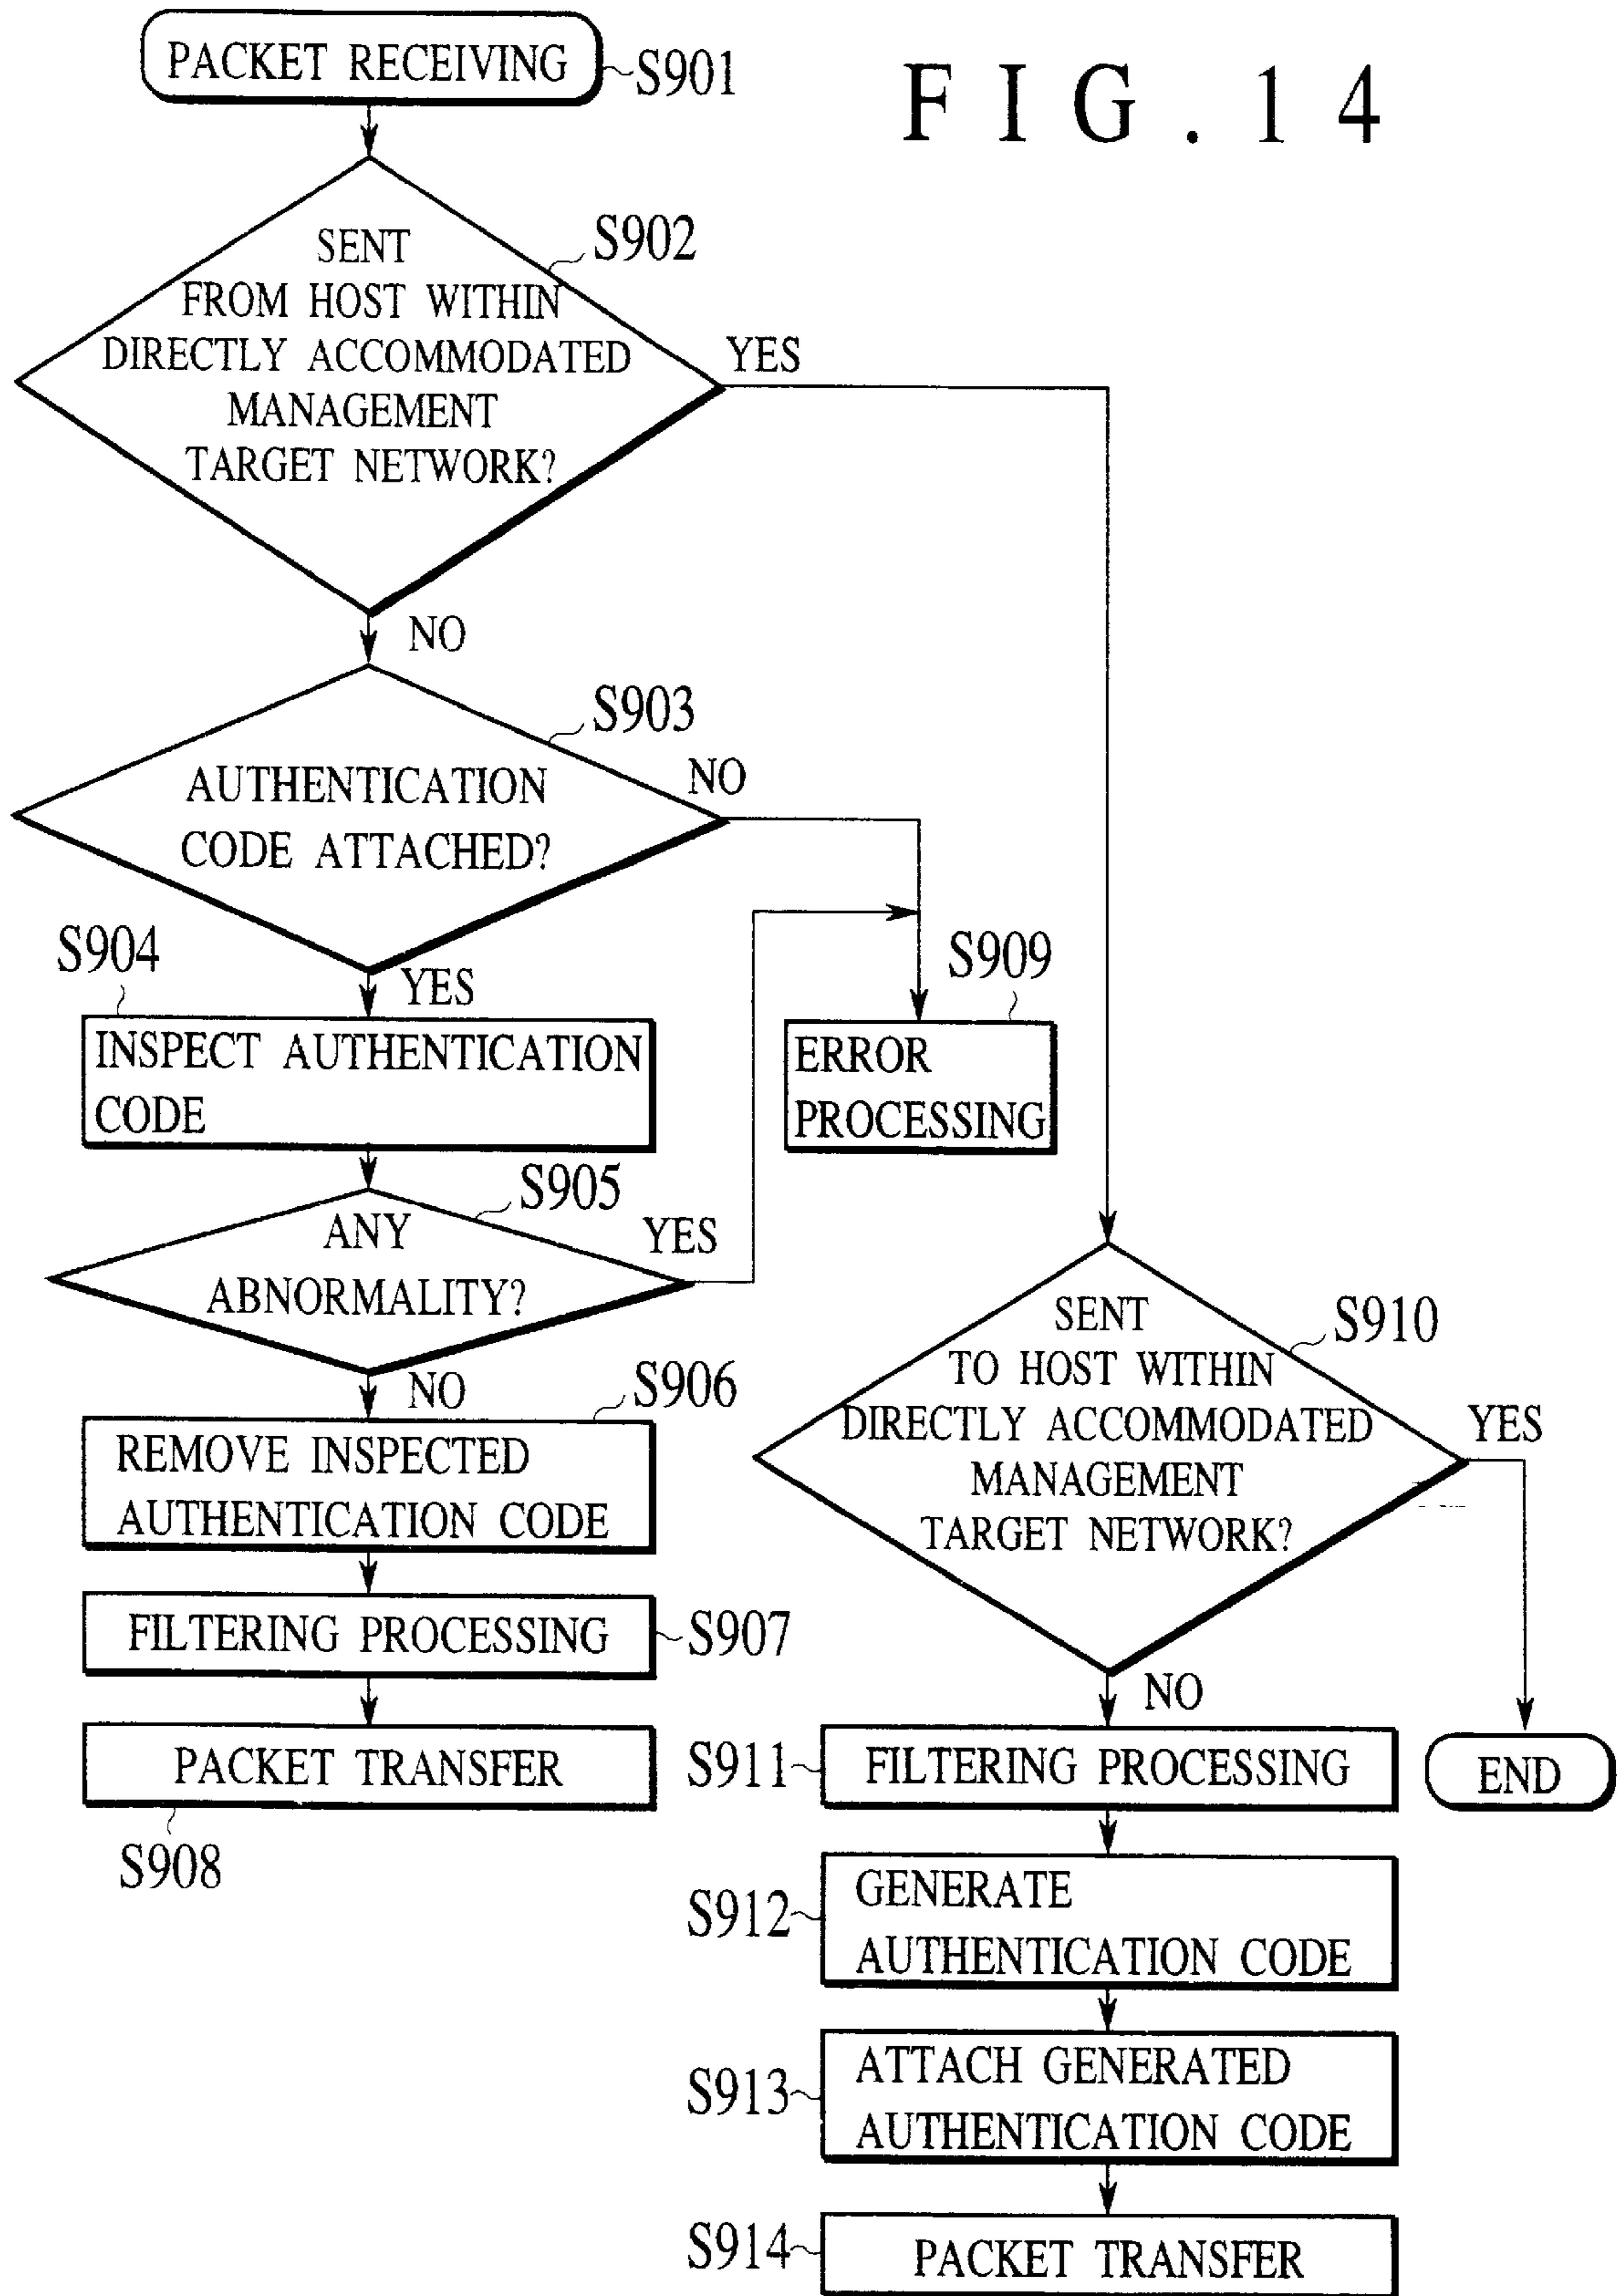 FIG.14
PACKET RECEIVING
S901
SENT
FROM HOST WITHIN
DIRECTLY ACCOMMODATED
MANAGEMENT
TARGET NETWORK?
S902
YES
NO
S903
AUTHENTICATION
CODE ATTACHED?
NO
YES
S904
INSPECT AUTHENTICATION
CODE
S909
ERROR
PROCESSING
S905
ANY
ABNORMALITY?
YES
NO
S906
REMOVE INSPECTED
AUTHENTICATION CODE
FILTERING PROCESSING
S907
PACKET TRANSFER
S908
SENT
TO HOST WITHIN
DIRECTLY ACCOMMODATED
MANAGEMENT
TARGET NETWORK?
S910
YES
NO
END
S911
FILTERING PROCESSING
S912
GENERATE
AUTHENTICATION CODE
S913
ATTACH GENERATED
AUTHENTICATION CODE
S914
PACKET TRANSFER